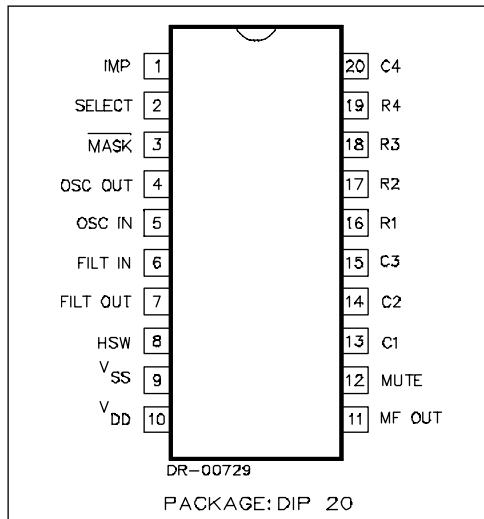 IMP 1 20 C4
SELECT 2 19 R4
MASK 3 18 R3
OSC OUT 4 17 R2
OSC IN 5 16 R1
FILT IN 6 15 C3
FILT OUT 7 14 C2
HSW 8 13 C1
VSS 9 12 MUTE
VDD 10 11 MF OUT
DR-00729
PACKAGE: DIP 20